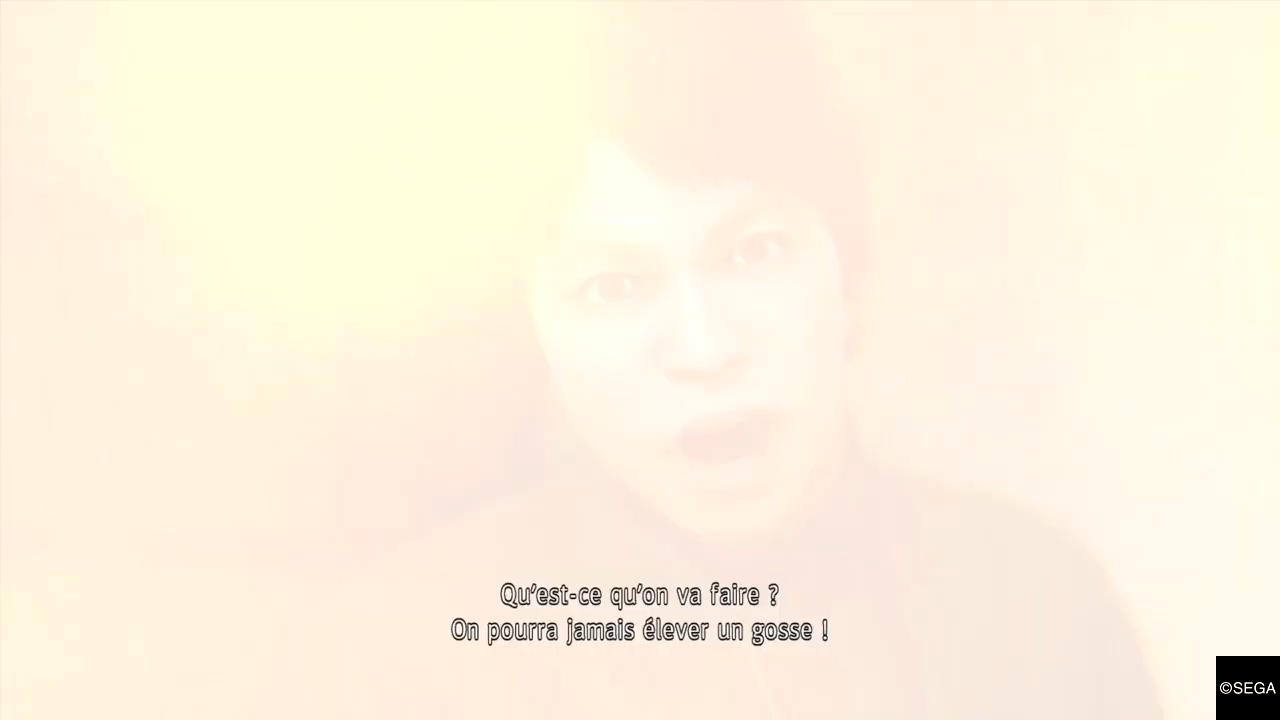 Qu'est-ce qu'on va faire ?
On pourra jamais élever un gosse !
©SEGA